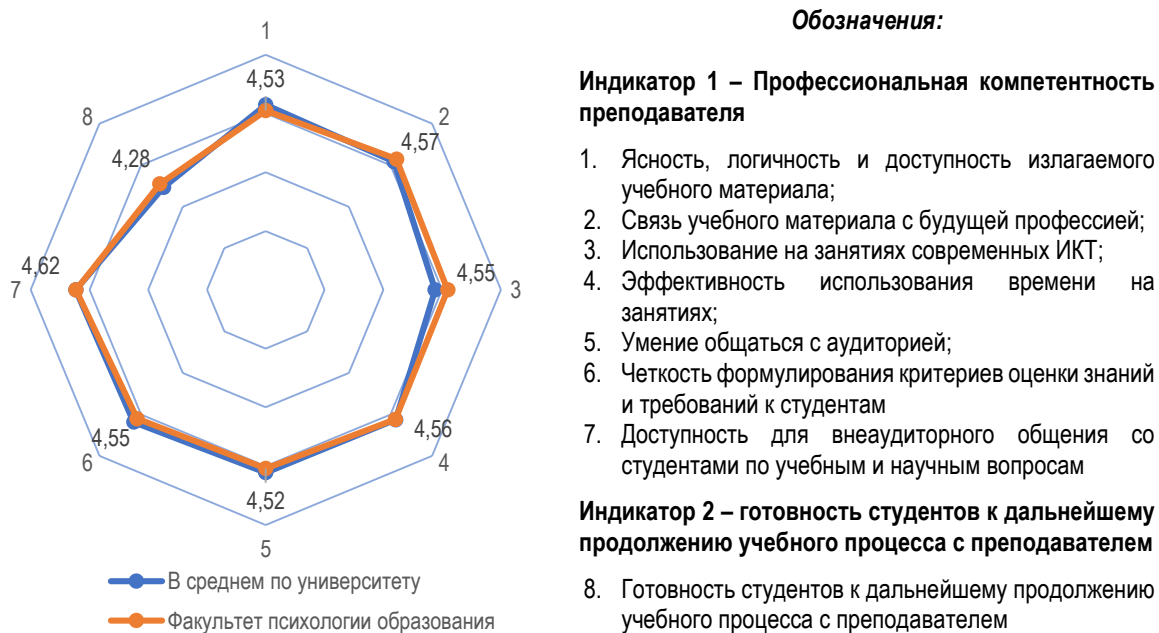 1
4,53
8
2
4,28
4,57
4,62
4,55
7
3
4,55
4,56
6
4
4,52
5
В среднем по университету
Факультет психологии образования
Обозначения:
Индикатор 1 – Профессиональная компетентность
преподавателя
1. Ясность, логичность и доступность излагаемого
учебного материала;
2. Связь учебного материала с будущей профессией;
3. Использование на занятиях современных ИКТ;
4. Эффективность использования времени на
занятиях;
5. Умение общаться с аудиторией;
6. Четкость формулирования критериев оценки знаний
и требований к студентам
7. Доступность для внеаудиторного общения со
студентами по учебным и научным вопросам
Индикатор 2 – готовность студентов к дальнейшему
продолжению учебного процесса с преподавателем
8. Готовность студентов к дальнейшему продолжению
учебного процесса с преподавателем